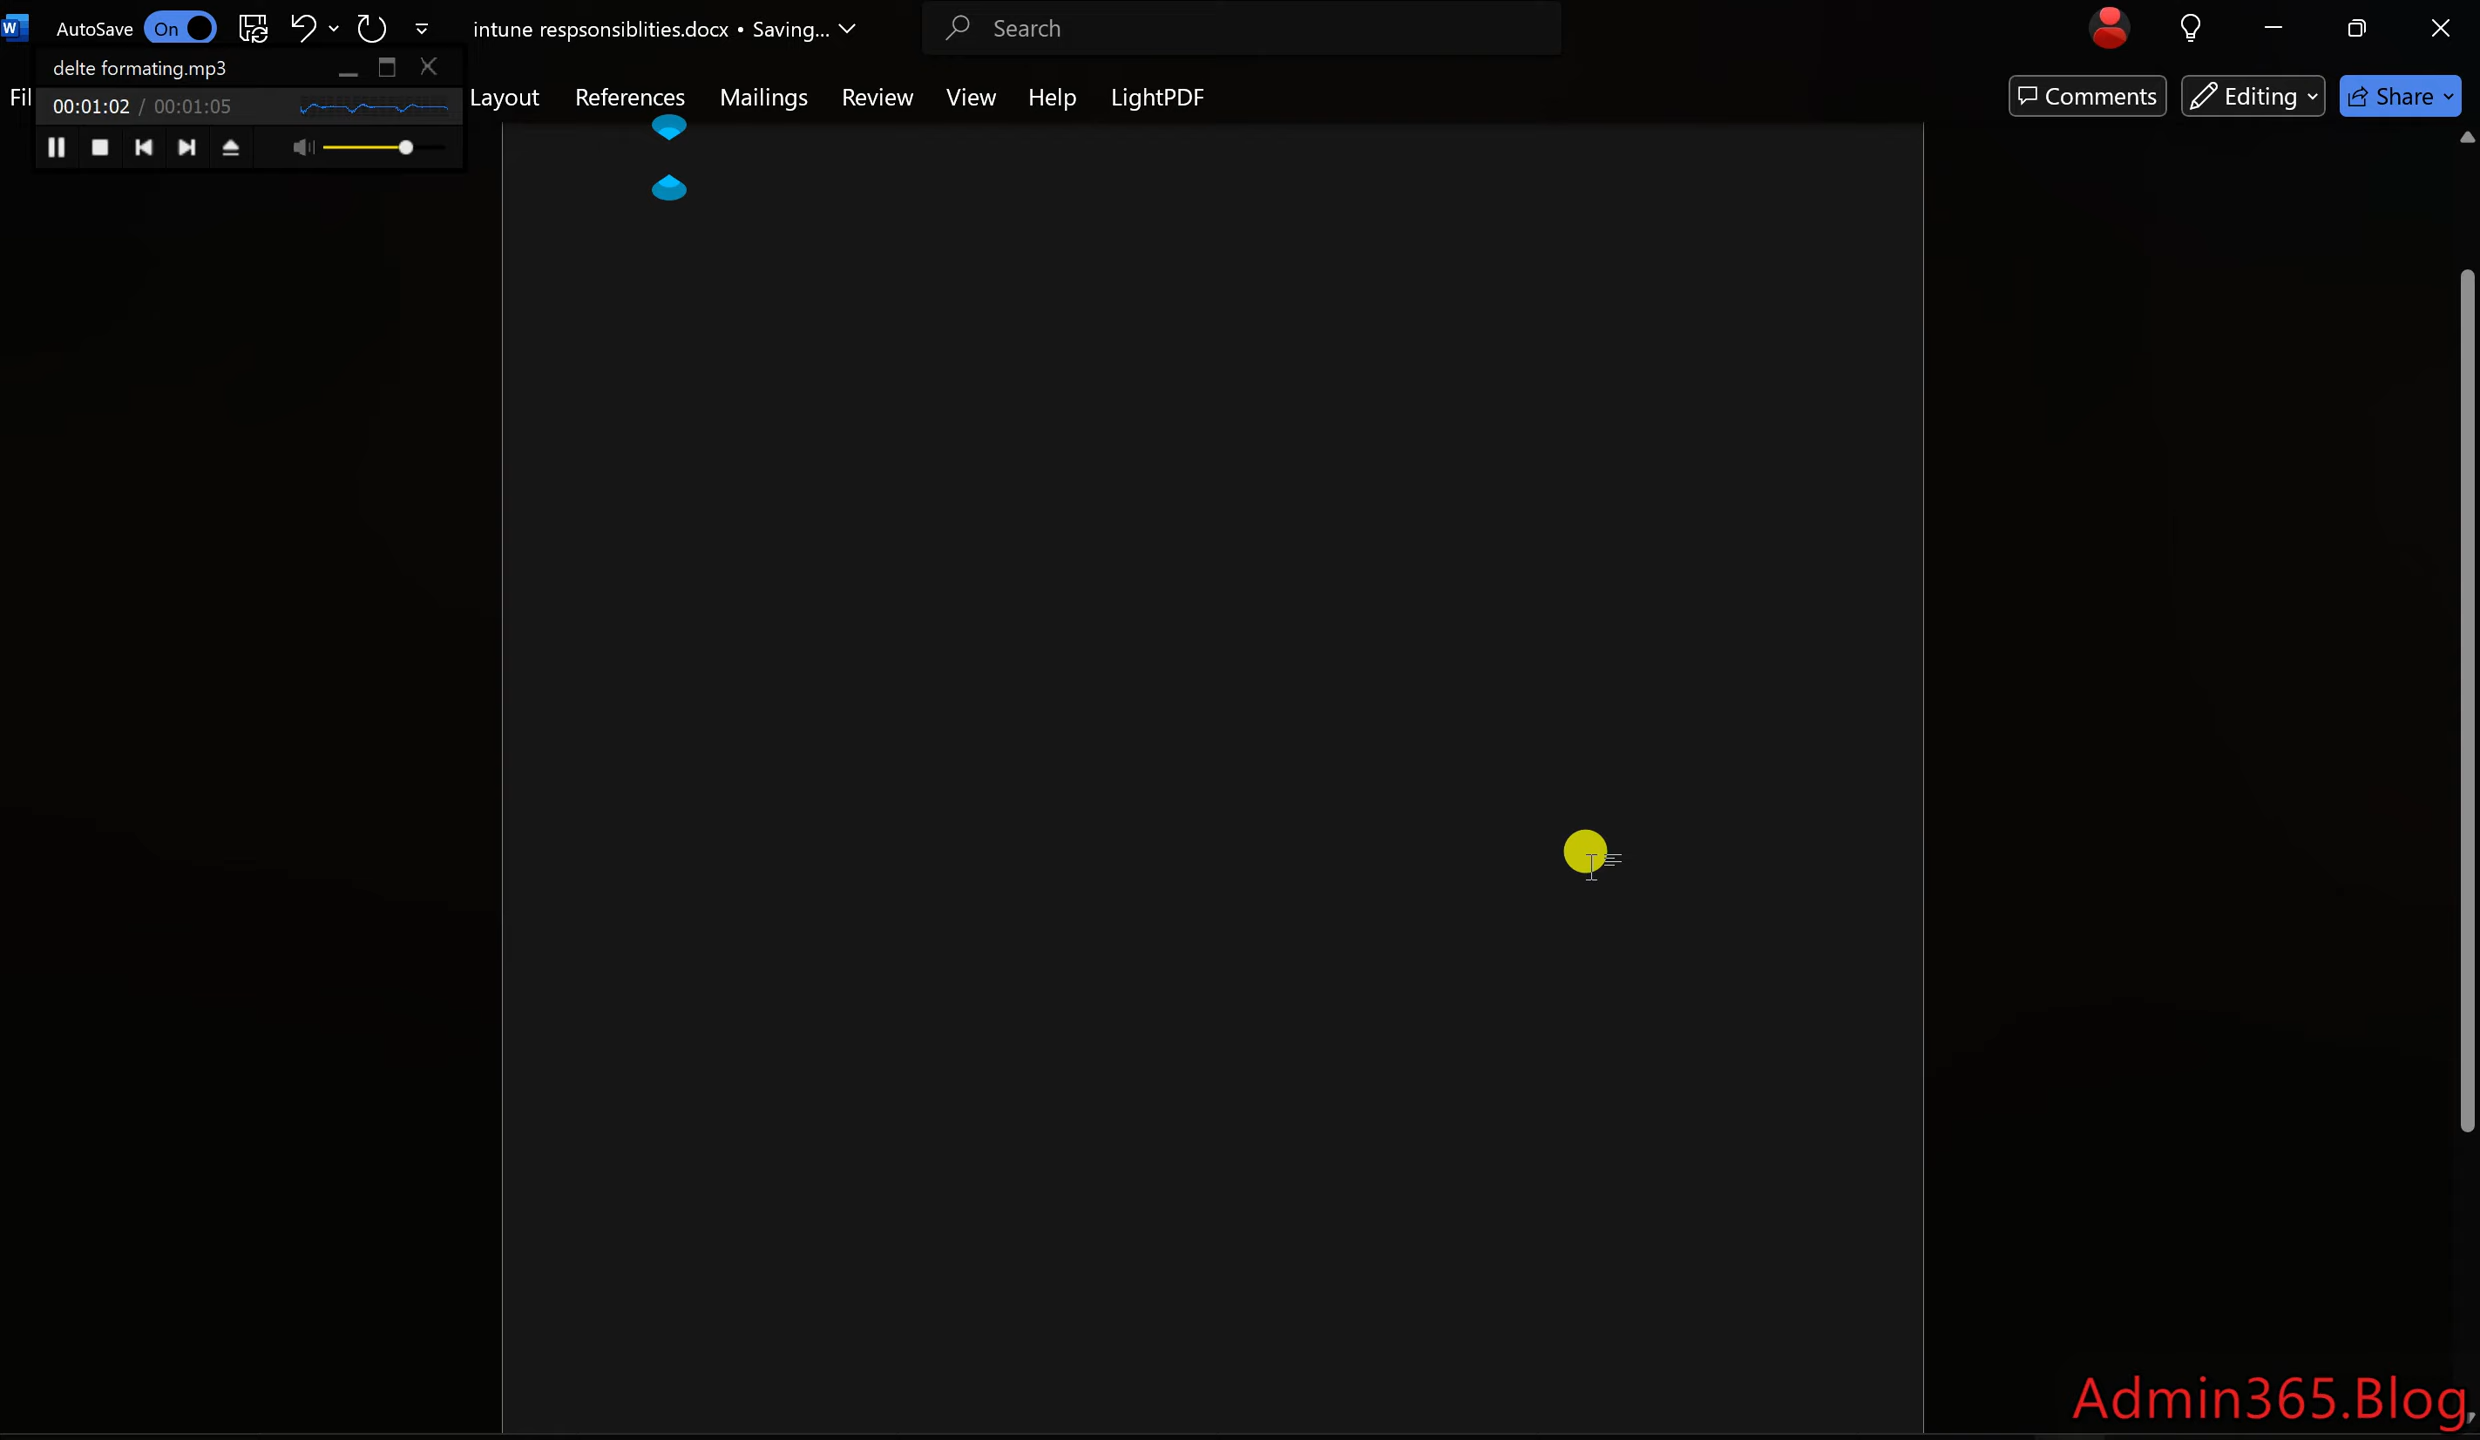 W AutoSave On intune respsonsiblities.docx • Saving... Search
delte formating.mp3
Fil Layout References Mailings Review View Help LightPDF Comments Editing Share
00:01:02 / 00:01:05
Admin365.Blog